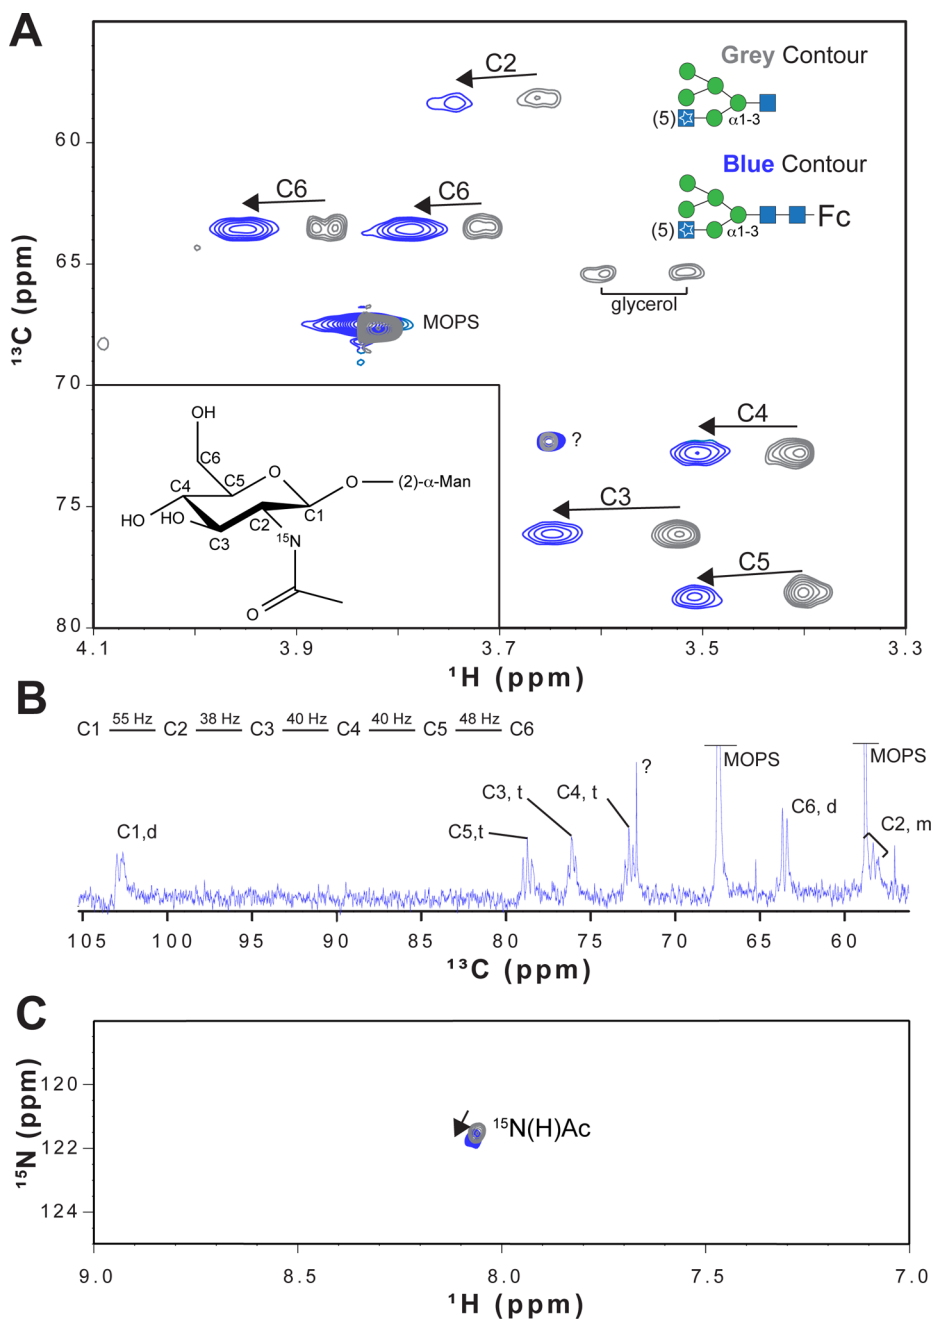 A
C2
Grey Contour
(5)
α1-3
60
Blue Contour
C6
C6
(5)
α1-3
Fc
65
glycerol
MOPS
¹³C (ppm)
70
OH
C6
C5
O
C4
O
(2)-α-Man
HO
HO
C2
C1
C3
¹⁵N
O
?
C4
C3
C5
75
80
4.1
3.9
3.7
3.5
3.3
¹H (ppm)
B
C1 55 Hz C2 38 Hz C3 40 Hz C4 40 Hz C5 48 Hz C6
MOPS
?
MOPS
C3, t
C4, t
C6, d
C1,d
C5,t
C2, m
105 100 95 90 85 80 75 70 65 60
¹³C (ppm)
C
120
¹⁵N(H)Ac
122
124
¹⁵N (ppm)
9.0 8.5 8.0 7.5 7.0
¹H (ppm)